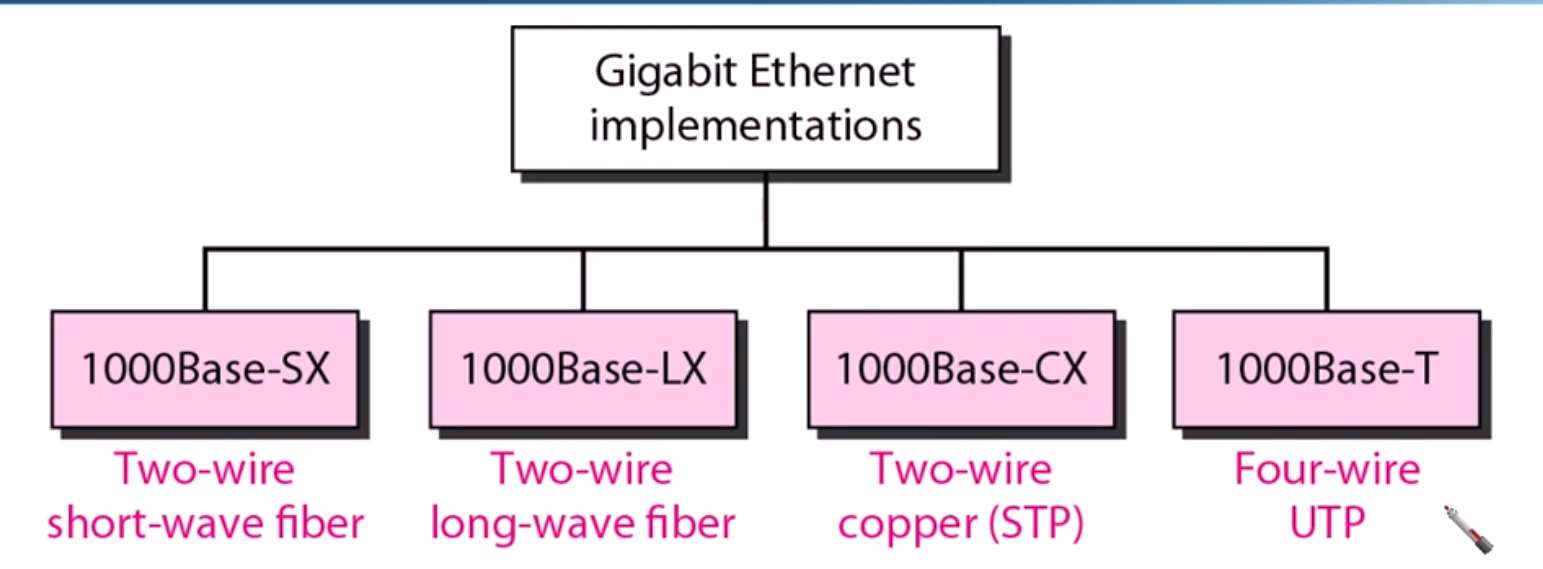 Gigabit Ethernet
implementations
1000Base-SX
1000Base-LX
1000Base-CX
1000Base-T
Two-wire
short-wave fiber
Two-wire
long-wave fiber
Two-wire
copper (STP)
Four-wire
UTP